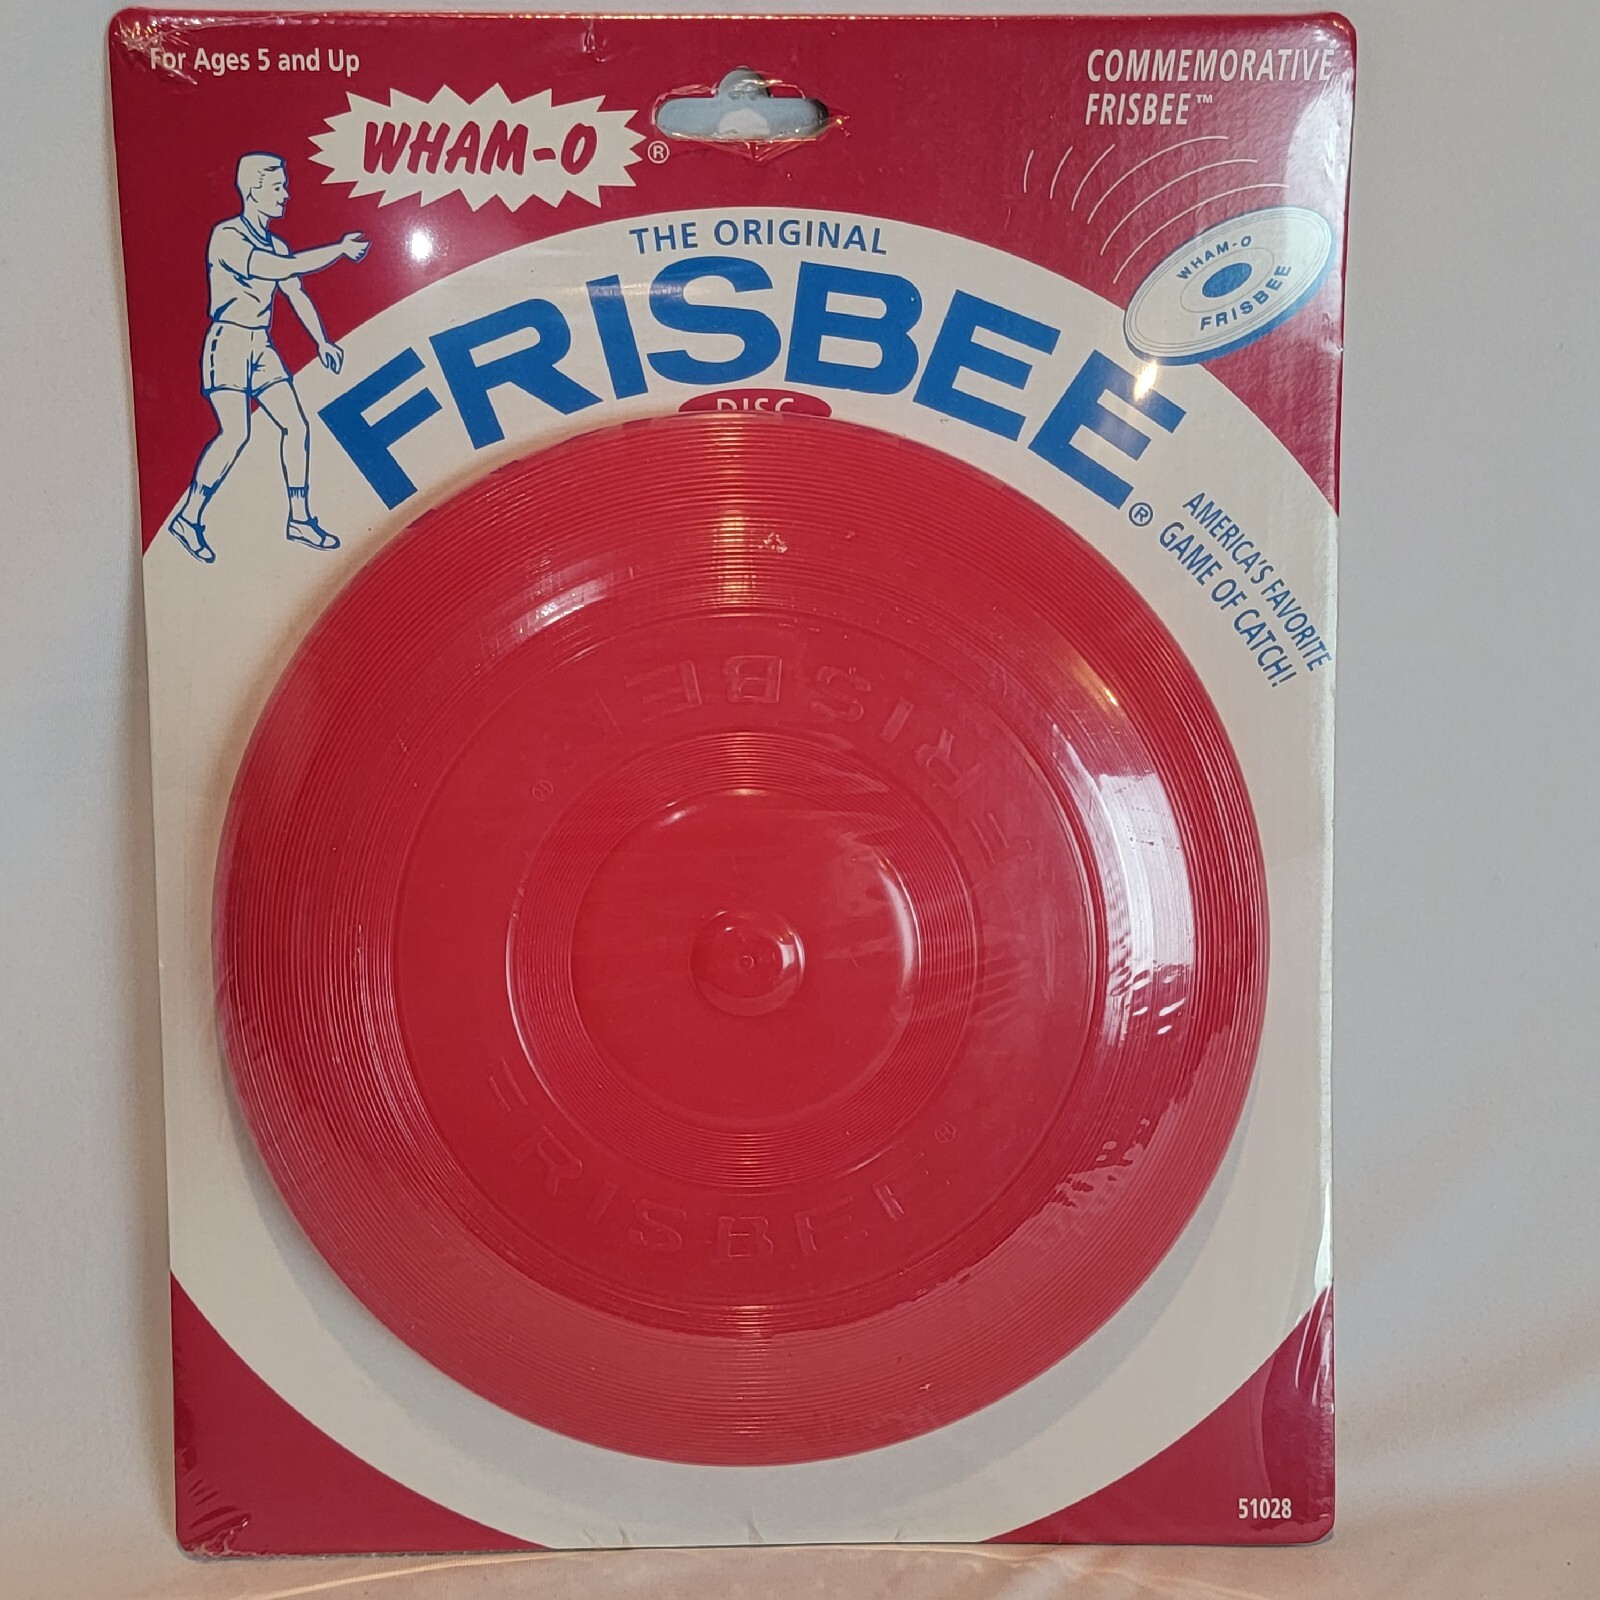 For Ages 5 and Up
COMMEMORATIVE
FRISBEE™
WHAM-O®
WHAM-O
FRISBEE
THE ORIGINAL
FRISBEE®
DISC
AMERICA'S FAVORITE
GAME OF CATCH!
FRISBEE®
FRISBEE®
51028